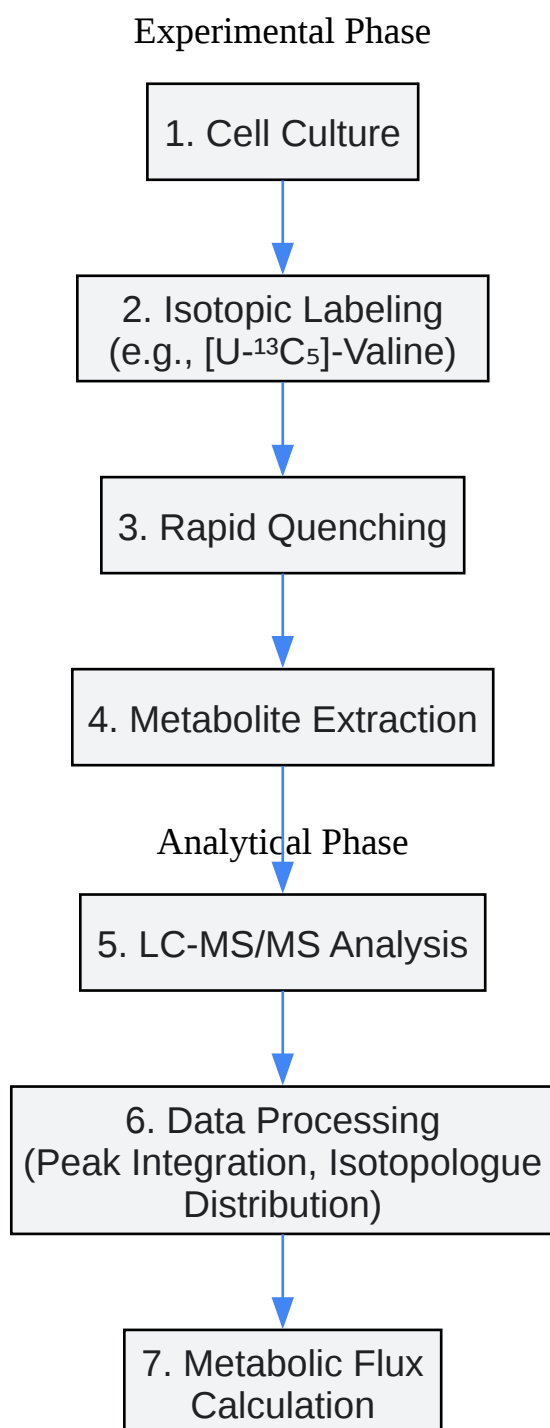 Experimental Phase
1. Cell Culture
2. Isotopic Labeling
(e.g., [U-¹³C₅]-Valine)
3. Rapid Quenching
4. Metabolite Extraction
Analytical Phase
5. LC-MS/MS Analysis
6. Data Processing
(Peak Integration, Isotopologue
Distribution)
7. Metabolic Flux
Calculation